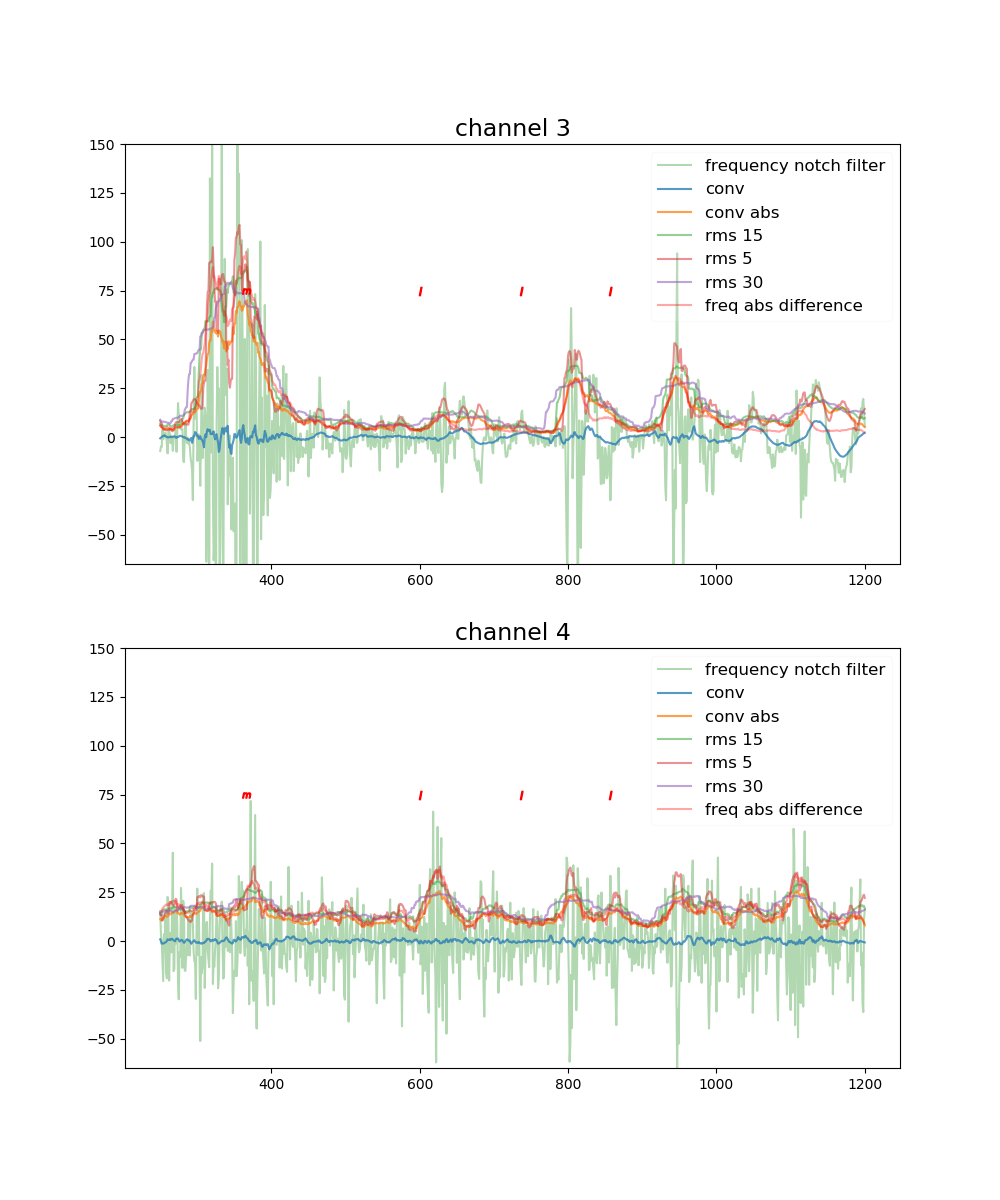 channel 3
150
125
100
75
50
25
0
−25
−50
400 600 800 1000 1200
frequency notch filter
conv
conv abs
rms 15
rms 5
rms 30
freq abs difference
m l l l
channel 4
150
125
100
75
50
25
0
−25
−50
400 600 800 1000 1200
frequency notch filter
conv
conv abs
rms 15
rms 5
rms 30
freq abs difference
m l l l